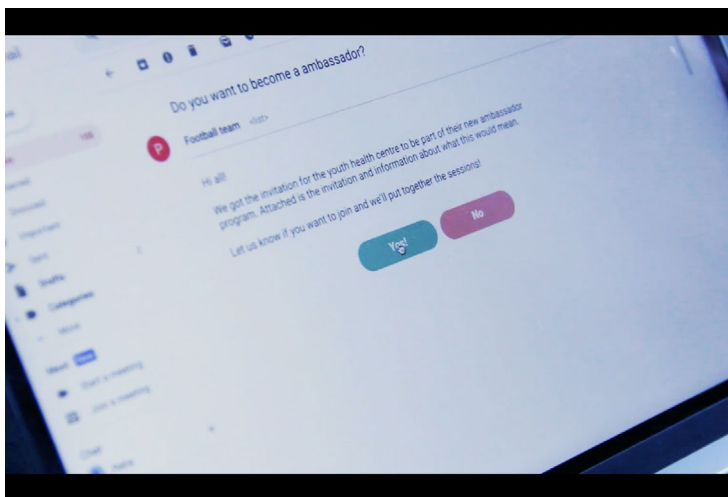 Do you want to become a ambassador?
P
Football team <list>
Hi all!
We got the invitation for the youth health centre to be part of their new ambassador
program. Attached is the invitation and information about what this would mean.
Let us know if you want to join and we'll put together the sessions!
Yes!
No
Important
Sent
Drafts
Categories
More
Meet New
Start a meeting
Join a meeting
Chat